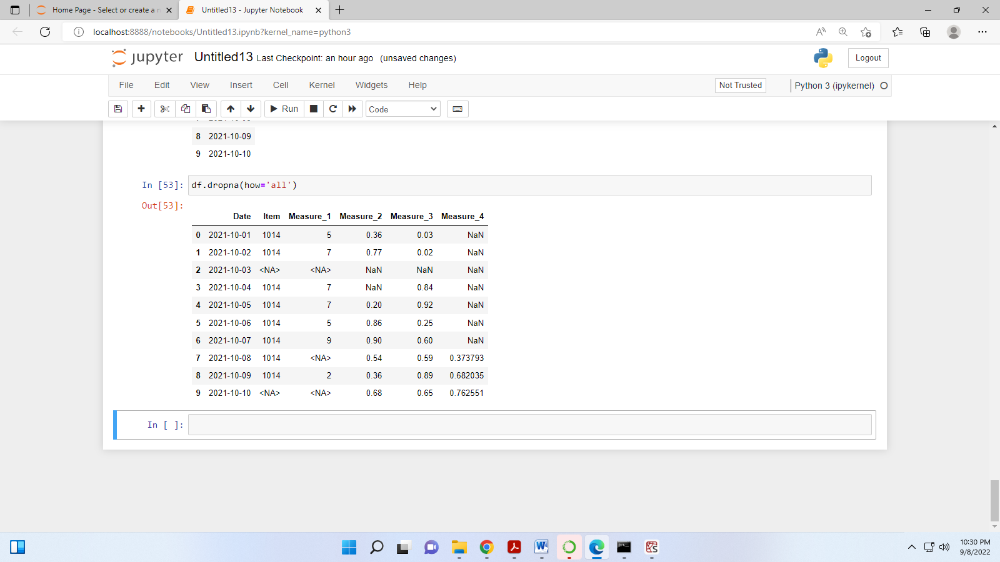 Home Page - Select or create a n
Untitled13 - Jupyter Notebook
localhost:8888/notebooks/Untitled13.ipynb?kernel_name=python3
jupyter Untitled13 Last Checkpoint: an hour ago (unsaved changes)
Logout
File Edit View Insert Cell Kernel Widgets Help
Not Trusted Python 3 (ipykernel)
Run Code
8 2021-10-09
9 2021-10-10
In [53]: df.dropna(how='all')
Out[53]:
Date Item Measure_1 Measure_2 Measure_3 Measure_4
0 2021-10-01 1014 5 0.36 0.03 NaN
1 2021-10-02 1014 7 0.77 0.02 NaN
2 2021-10-03 <NA> <NA> NaN NaN NaN
3 2021-10-04 1014 7 NaN 0.84 NaN
4 2021-10-05 1014 7 0.20 0.92 NaN
5 2021-10-06 1014 5 0.86 0.25 NaN
6 2021-10-07 1014 9 0.90 0.60 NaN
7 2021-10-08 1014 <NA> 0.54 0.59 0.373793
8 2021-10-09 1014 2 0.36 0.89 0.682035
9 2021-10-10 <NA> <NA> 0.68 0.65 0.762551
In [ ]:
10:30 PM
9/8/2022